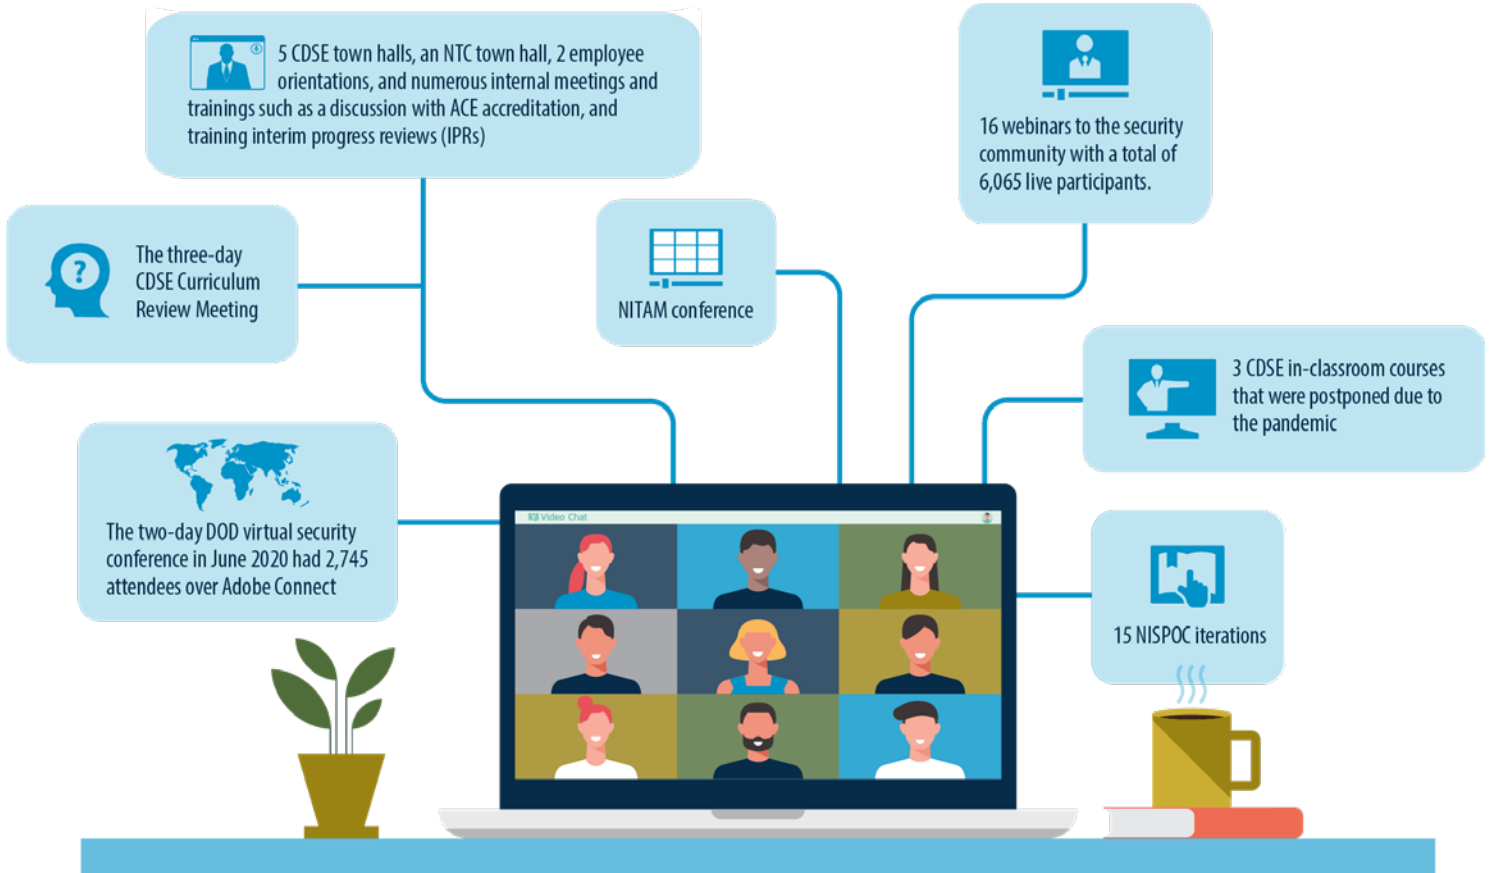 5 CDSE town halls, an NTC town hall, 2 employee
orientations, and numerous internal meetings and
trainings such as a discussion with ACE accreditation, and
training interim progress reviews (IPRs)
16 webinars to the security
community with a total of
6,065 live participants.
The three-day
CDSE Curriculum
Review Meeting
NITAM conference
3 CDSE in-classroom courses
that were postponed due to
the pandemic
The two-day DOD virtual security
conference in June 2020 had 2,745
attendees over Adobe Connect
15 NISPOC iterations
Video Chat
?